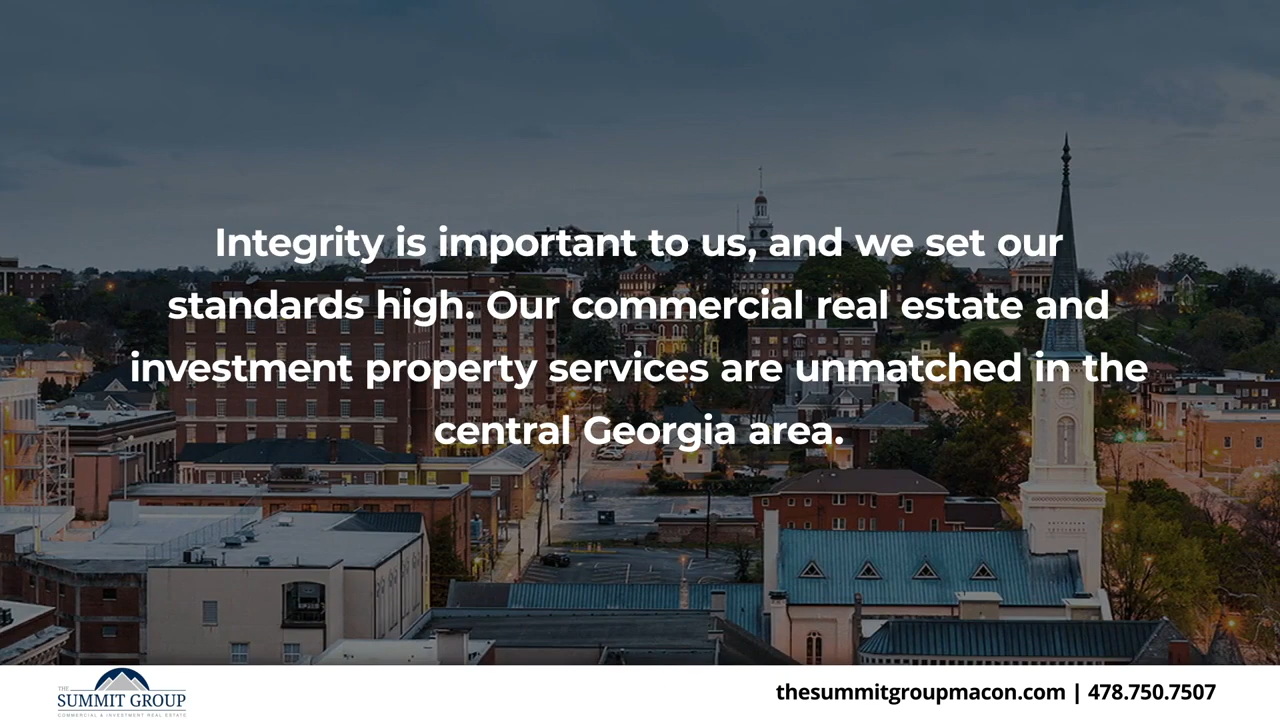 Integrity is important to us, and we set our
standards high. Our commercial real estate and
investment property services are unmatched in the
central Georgia area.
THE
SUMMIT GROUP
COMMERCIAL & INVESTMENT REAL ESTATE
thesummitgroupmacon.com | 478.750.7507